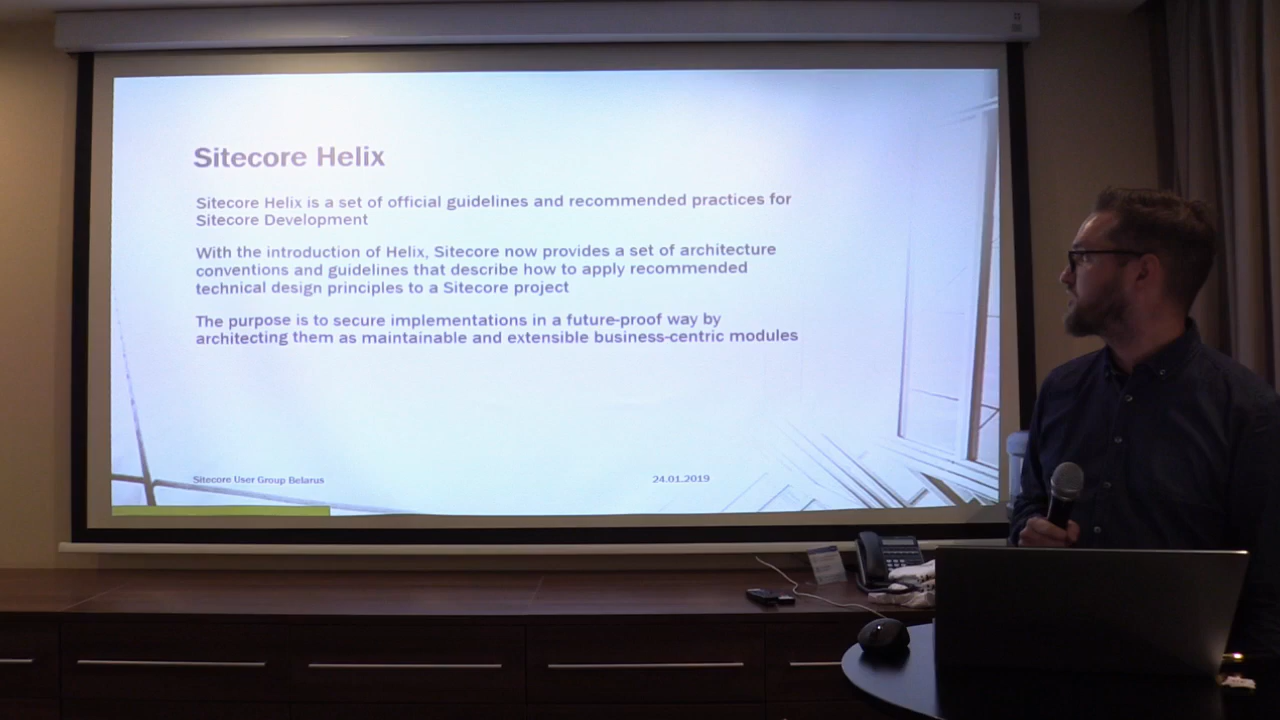 Sitecore Helix
Sitecore Helix is a set of official guidelines and recommended practices for
Sitecore Development
With the introduction of Helix, Sitecore now provides a set of architecture
conventions and guidelines that describe how to apply recommended
technical design principles to a Sitecore project
The purpose is to secure implementations in a future-proof way by
architecting them as maintainable and extensible business-centric modules
Sitecore User Group Belarus
24.01.2019